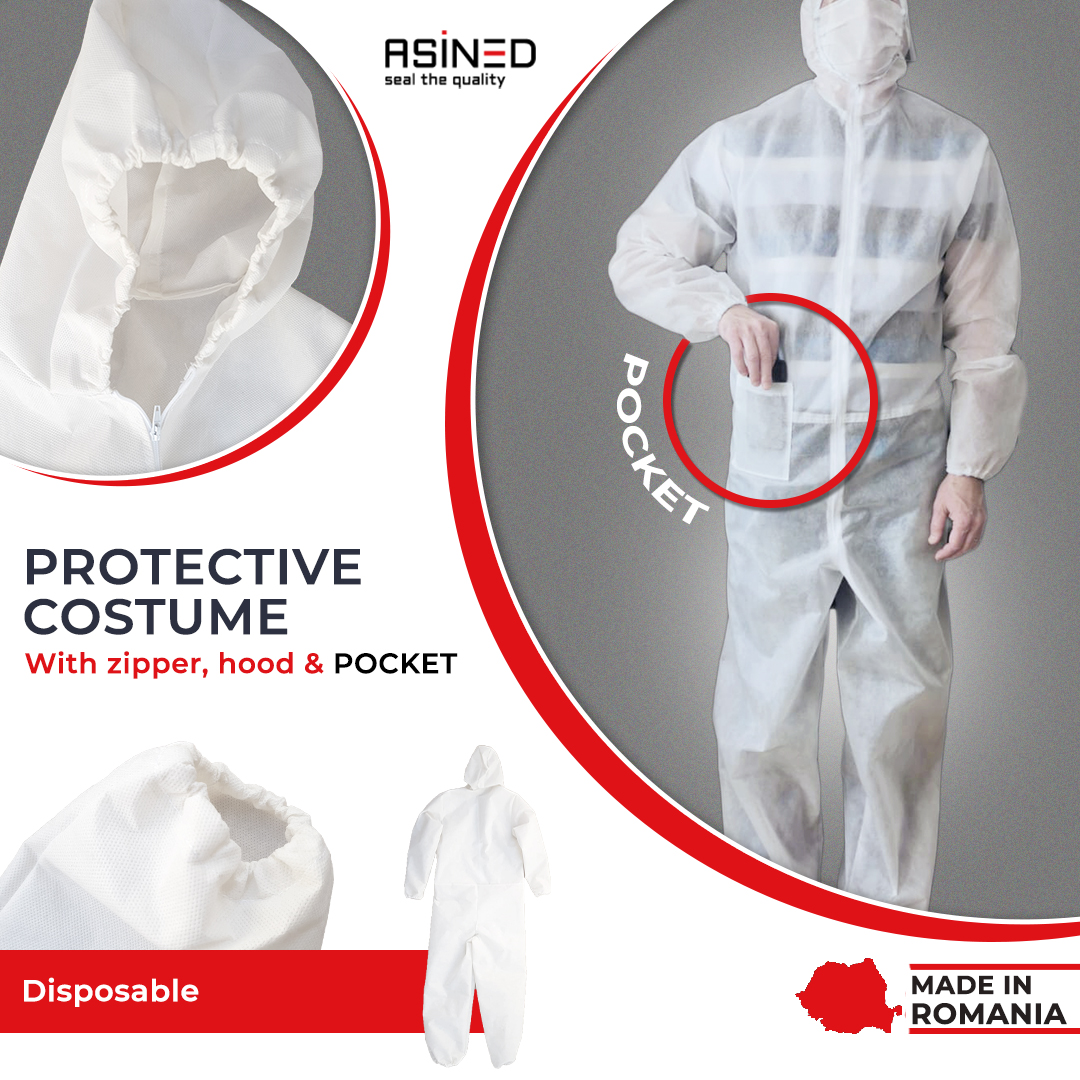 ASINED
seal the quality
POCKET
PROTECTIVE
COSTUME
With zipper, hood & POCKET
Disposable
MADE IN
ROMANIA